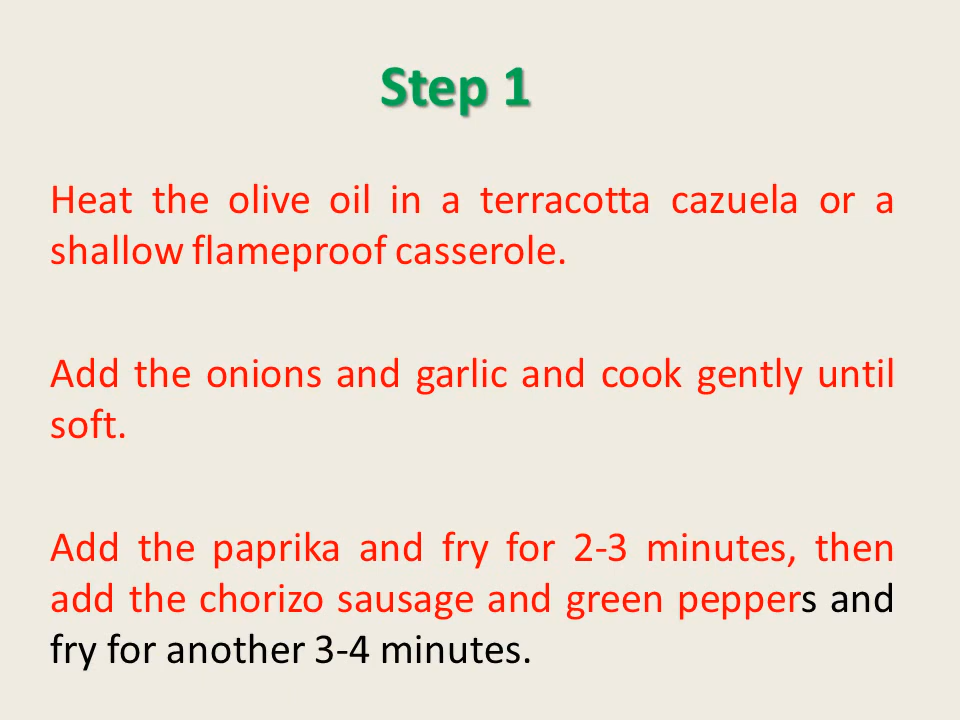 Step 1
Heat the olive oil in a terracotta cazuela or a
shallow flameproof casserole.
Add the onions and garlic and cook gently until
soft.
Add the paprika and fry for 2-3 minutes, then
add the chorizo sausage and green peppers and
fry for another 3-4 minutes.